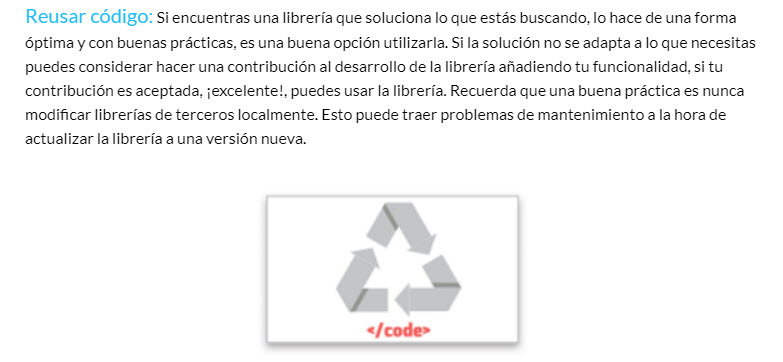 Reusar código: Si encuentras una librería que soluciona lo que estás buscando, lo hace de una forma
óptima y con buenas prácticas, es una buena opción utilizarla. Si la solución no se adapta a lo que necesitas
puedes considerar hacer una contribución al desarrollo de la librería añadiendo tu funcionalidad, si tu
contribución es aceptada, ¡excelente!, puedes usar la librería. Recuerda que una buena práctica es nunca
modificar librerías de terceros localmente. Esto puede traer problemas de mantenimiento a la hora de
actualizar la librería a una versión nueva.
</code>